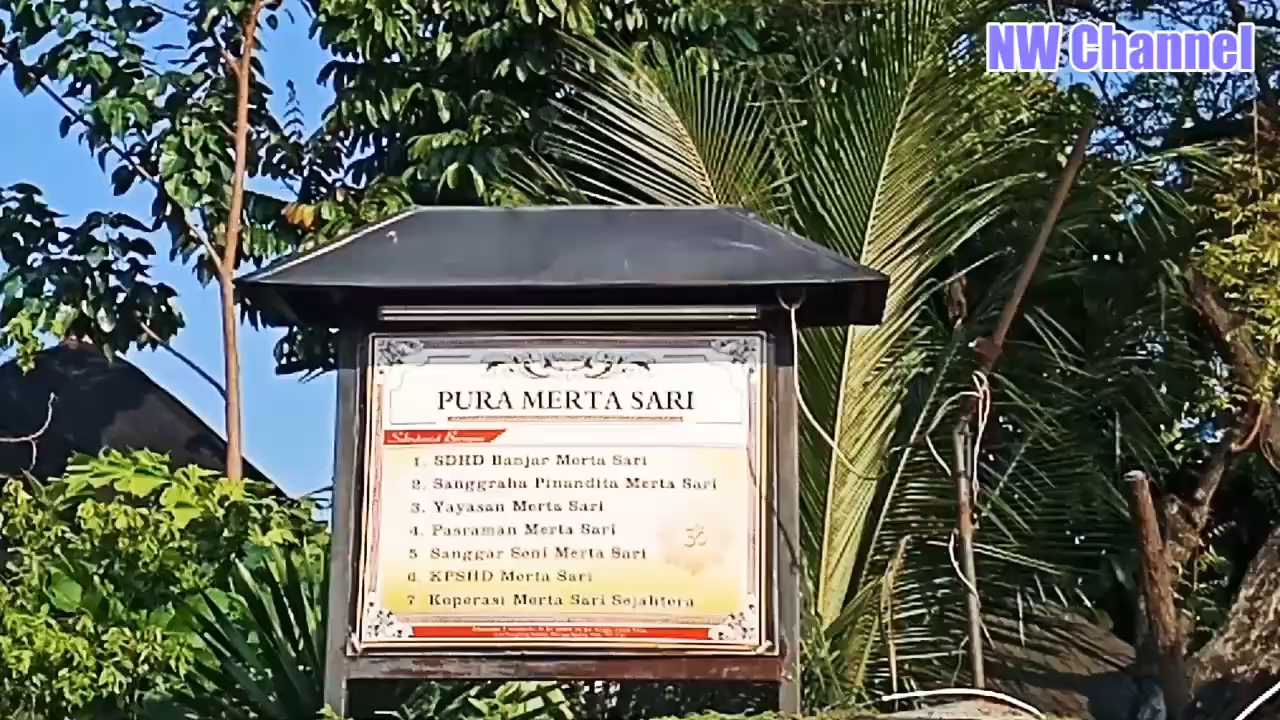 NW Channel
PURA MERTA SARI
Sekretariat Bersama
1. SDHD Banjar Merta Sari
2. Sanggraha Pinandita Merta Sari
3. Yayasan Merta Sari
4. Pasraman Merta Sari
5 Sanggar Seni Merta Sari
6. KPSHD Merta Sari
7 Koperasi Merta Sari Sejahtera